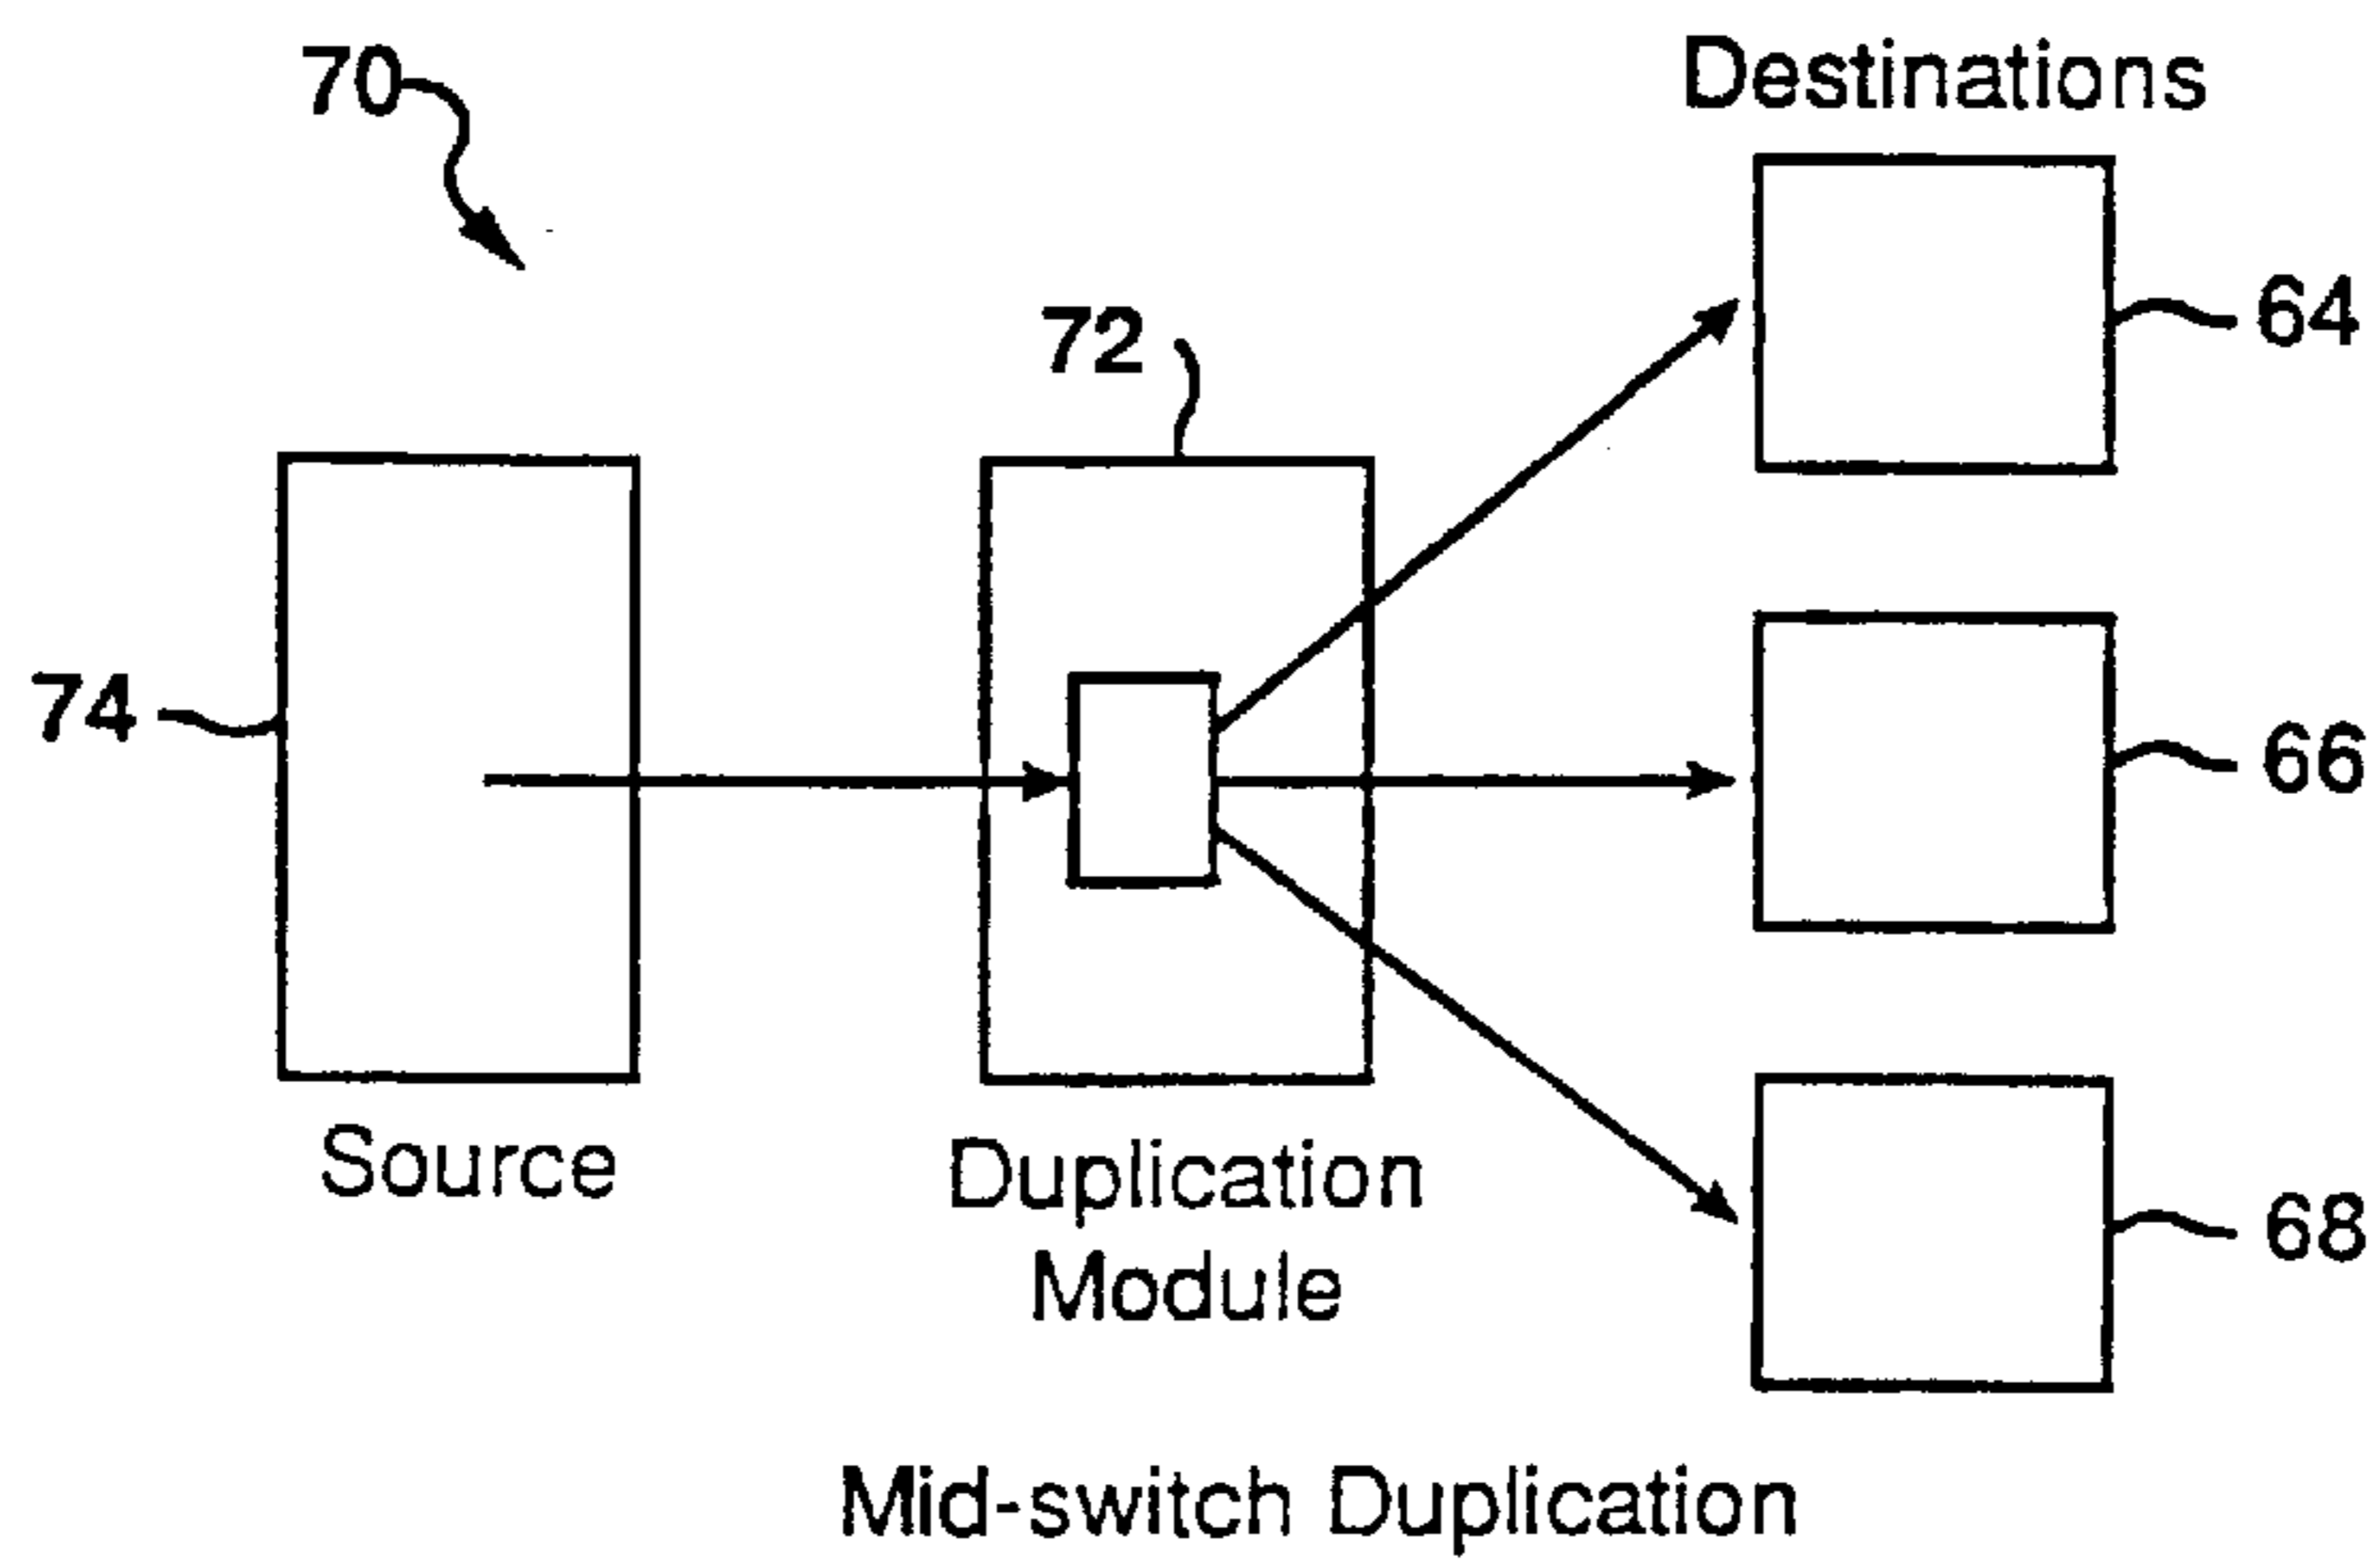 70
Destinations
64
72
74
66
Source
Duplication
Module
68
Mid-switch Duplication